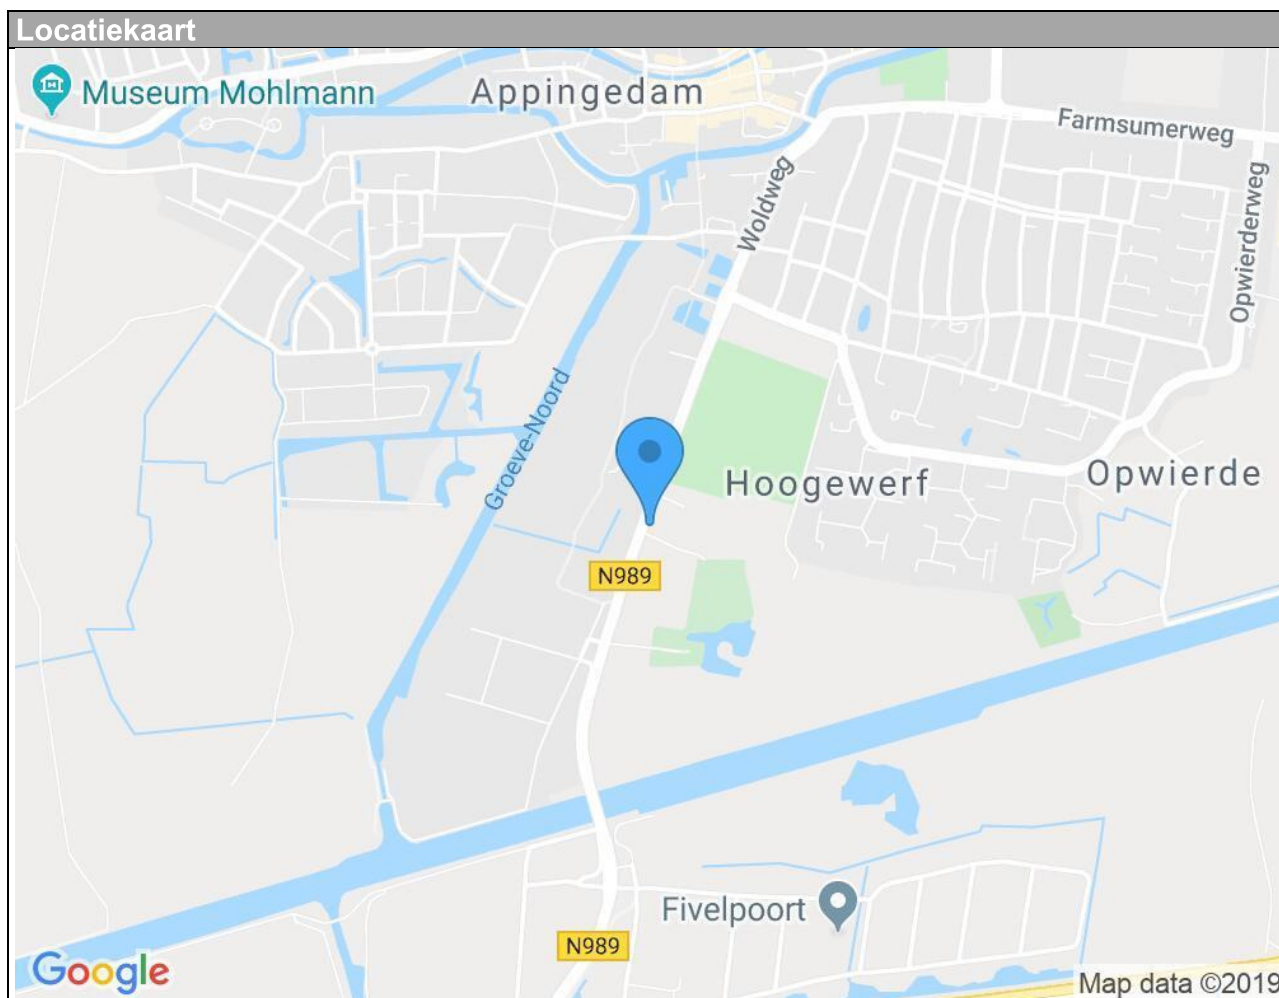 Locatiekaart
Museum Mohlmann
Appingedam
Farmsumerweg
Woldweg
Opwierderweg
Groeve-Noord
Hoogewerf
Opwierde
N989
Fivelpoort
N989
Google
Map data ©2019